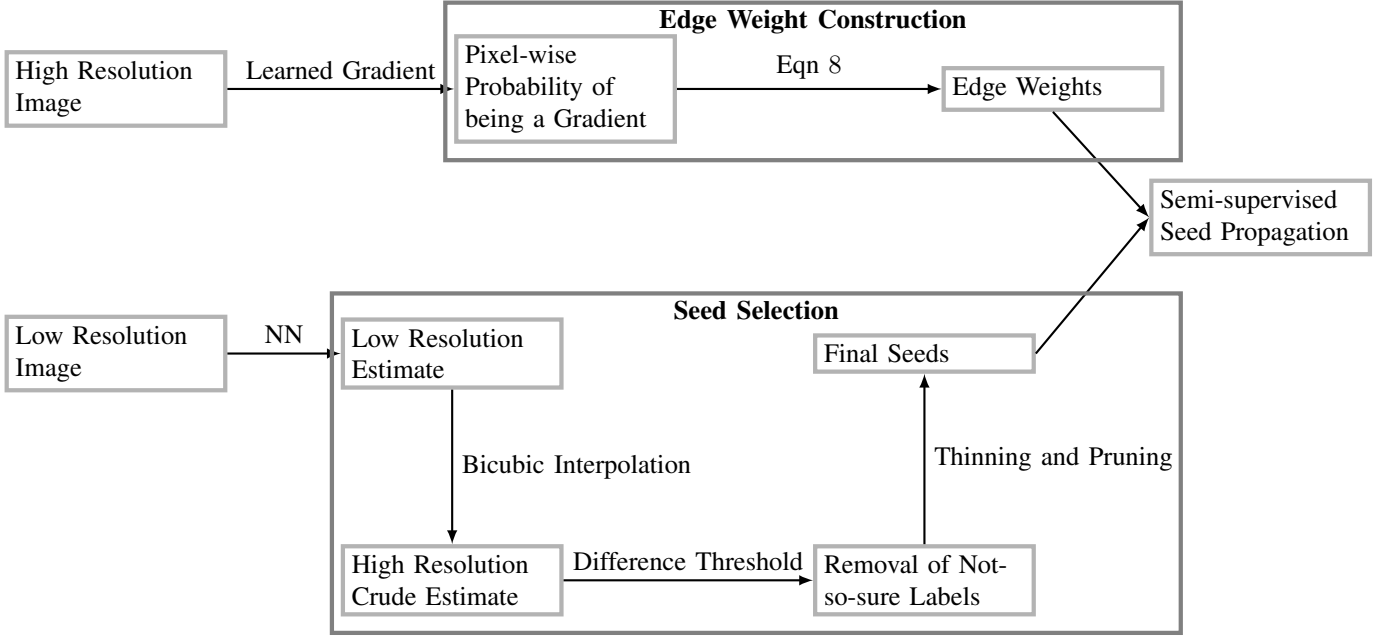 Edge Weight Construction
High Resolution
Image
Learned Gradient
Pixel-wise
Probability of
being a Gradient
Eqn 8
Edge Weights
Semi-supervised
Seed Propagation
Seed Selection
Low Resolution
Image
NN
Low Resolution
Estimate
Final Seeds
Bicubic Interpolation
Thinning and Pruning
High Resolution
Crude Estimate
Difference Threshold
Removal of Not-
so-sure Labels